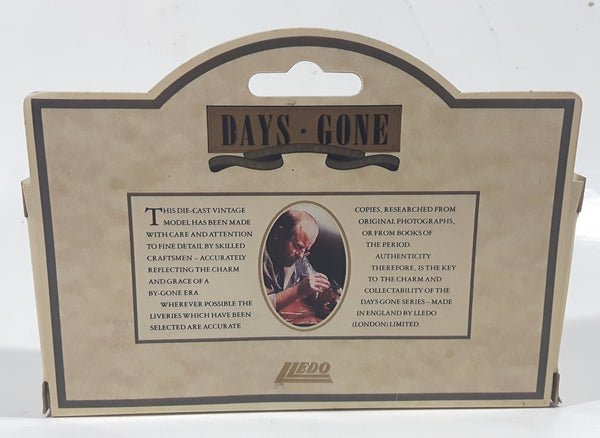 DAYS · GONE
THIS DIE-CAST VINTAGE
MODEL HAS BEEN MADE
WITH CARE AND ATTENTION
TO FINE DETAIL BY SKILLED
CRAFTSMEN – ACCURATELY
REFLECTING THE CHARM
AND GRACE OF A
BY-GONE ERA
WHEREVER POSSIBLE THE
LIVERIES WHICH HAVE BEEN
SELECTED ARE ACCURATE
COPIES, RESEARCHED FROM
ORIGINAL PHOTOGRAPHS,
OR FROM BOOKS OF
THE PERIOD.
AUTHENTICITY
THEREFORE, IS THE KEY
TO THE CHARM AND
COLLECTABILITY OF THE
DAYS GONE SERIES – MADE
IN ENGLAND BY LLEDO
(LONDON) LIMITED.
LLEDO